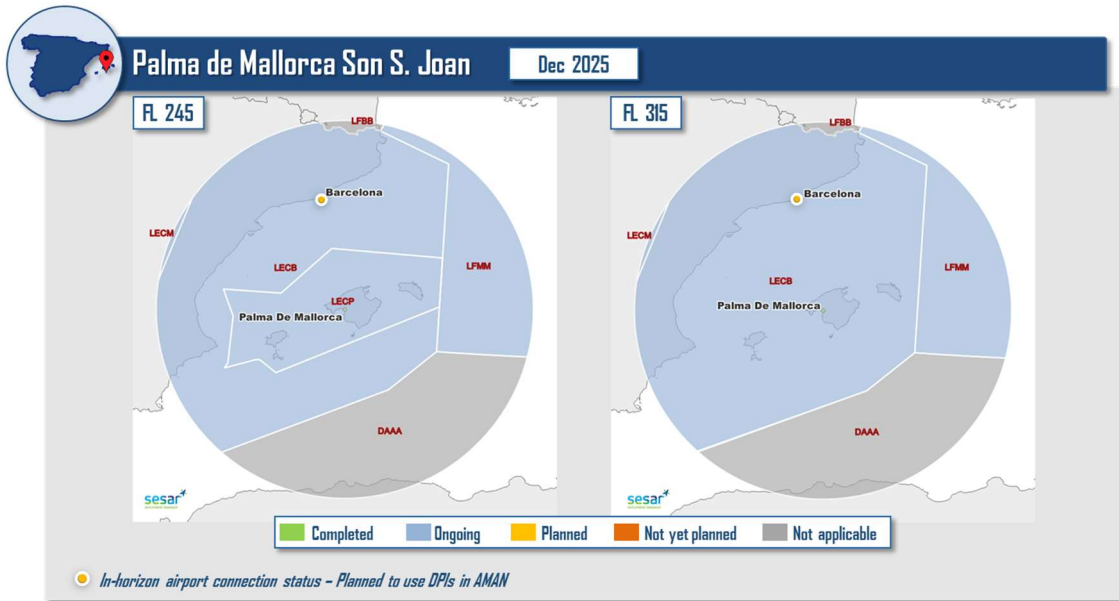 Palma de Mallorca Son S. Joan
Dec 2025
FL 245
LFBB
Barcelona
LECM
LECB
LFMM
LECP
Palma De Mallorca
DAAA
sesar
FL 315
LFBB
Barcelona
LECM
LFMM
LECB
Palma De Mallorca
DAAA
sesar
Completed
Ongoing
Planned
Not yet planned
Not applicable
In-horizon airport connection status – Planned to use DPIs in AMAN